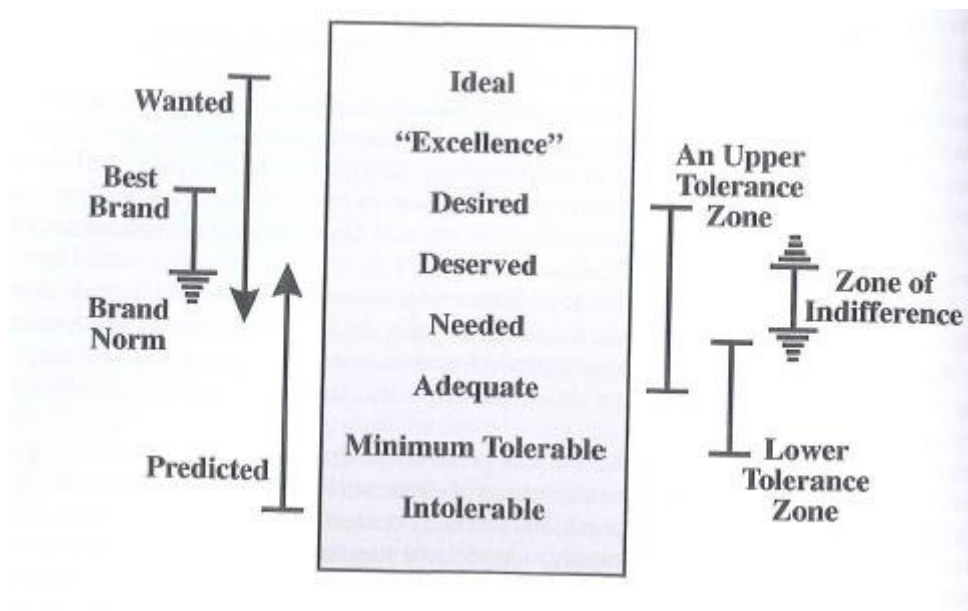 Wanted
Best
Brand
Brand
Norm
Predicted
Ideal
“Excellence”
Desired
Deserved
Needed
Adequate
Minimum Tolerable
Intolerable
An Upper
Tolerance
Zone
Zone of
Indifference
Lower
Tolerance
Zone